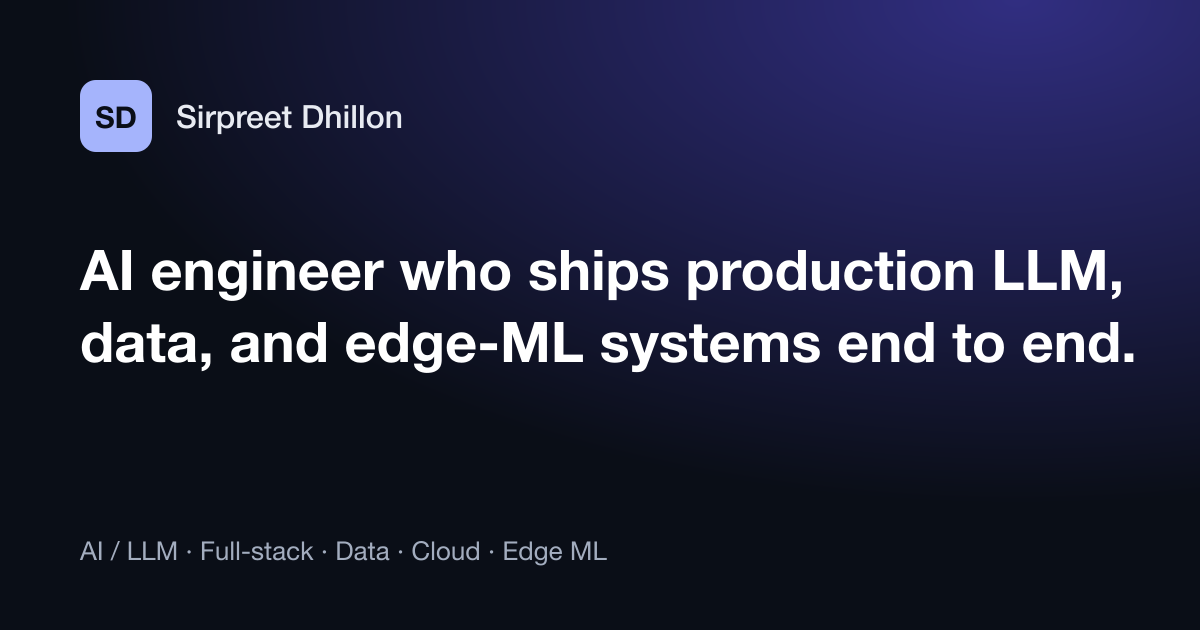 SD
Sirpreet Dhillon
AI engineer who ships production LLM,
data, and edge-ML systems end to end.
AI / LLM · Full-stack · Data · Cloud · Edge ML